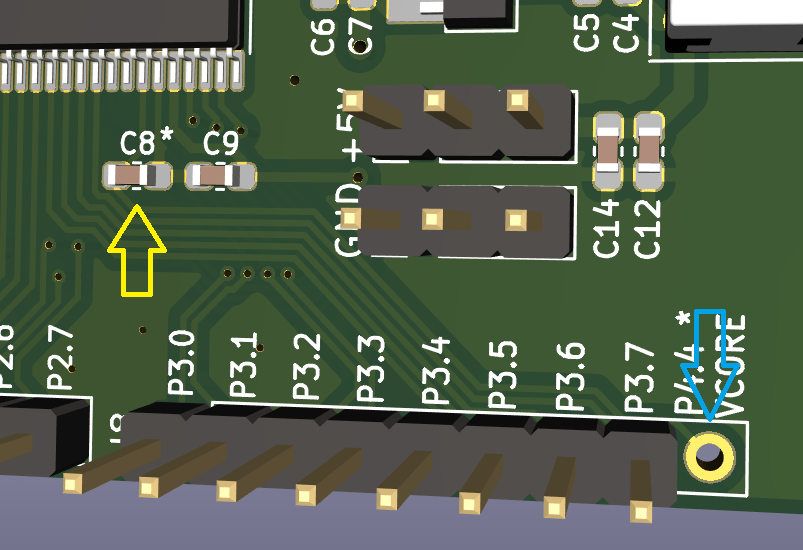 C6
C7
C5
C4
C8*
C9
+5V
GND
C14
C12
P2.6
P2.7
P3.0
P3.1
P3.2
P3.3
P3.4
P3.5
P3.6
P3.7
P4.4*
VCORE